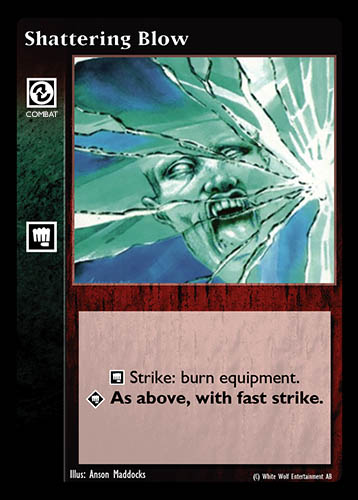 Shattering Blow
COMBAT
Strike: burn equipment.
As above, with fast strike.
Illus: Anson Maddocks
(C) White Wolf Entertainment AB